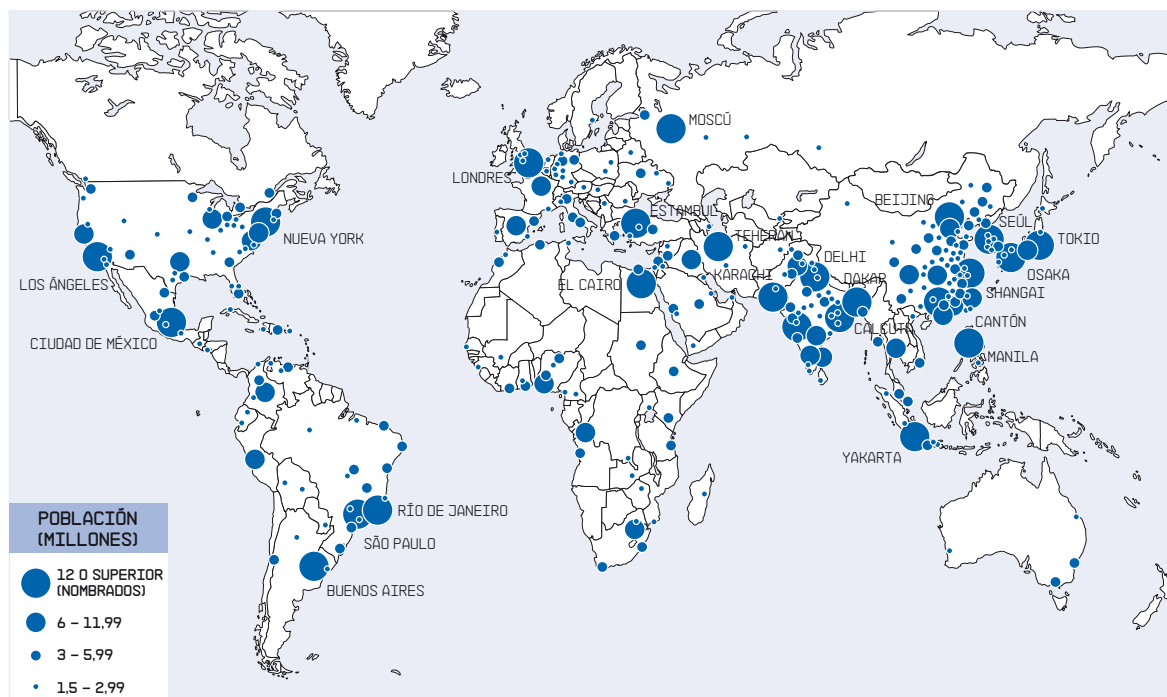 MOSCÚ
LONDRES
ESTAMBUL
BEIJING
SEÚL
NUEVA YORK
TEHERÁN
TOKIO
DELHI
LOS ÁNGELES
EL CAIRO
KARACHI
DAKAR
OSAKA
SHANGAI
CALCUTA
CANTÓN
CIUDAD DE MÉXICO
MANILA
YAKARTA
RÍO DE JANEIRO
SÃO PAULO
BUENOS AIRES
POBLACIÓN
(MILLONES)
12 O SUPERIOR
(NOMBRADOS)
6 – 11,99
3 – 5,99
1,5 – 2,99